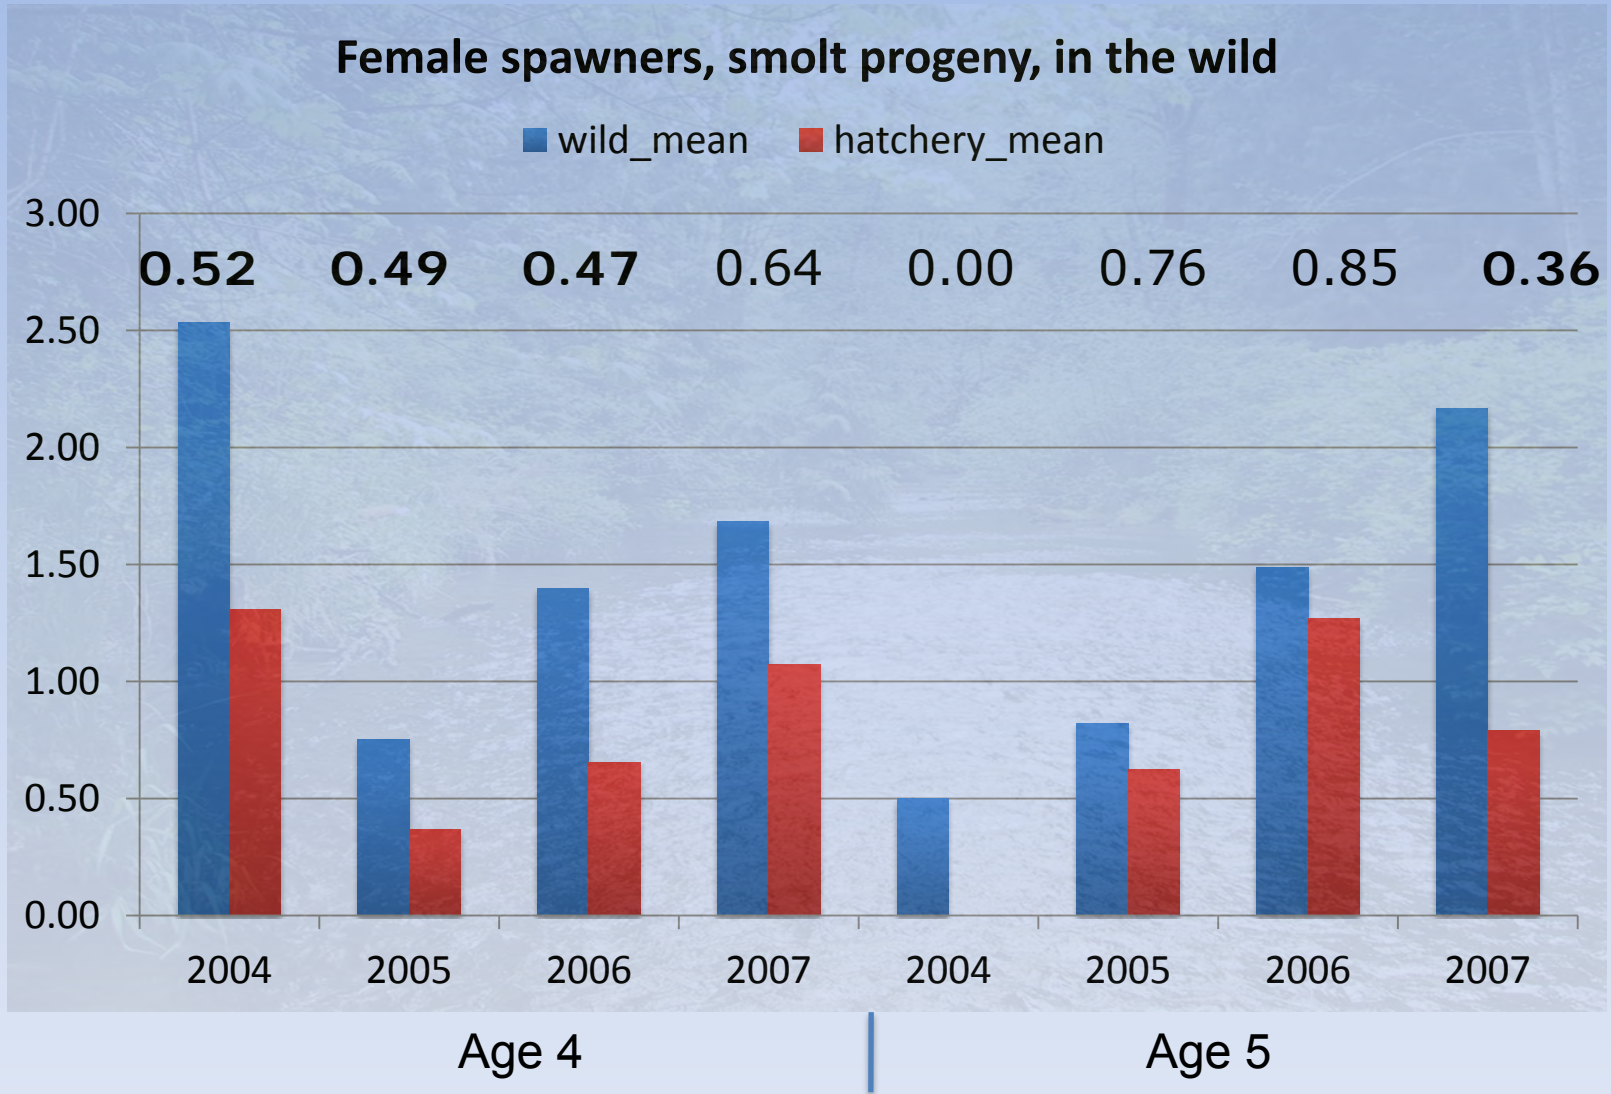 Female spawners, smolt progeny, in the wild
wild_mean hatchery_mean
3.00
0.52 0.49 0.47 0.64 0.00 0.76 0.85 0.36
2.50
2.00
1.50
1.00
0.50
0.00
2004 2005 2006 2007 2004 2005 2006 2007
Age 4 Age 5